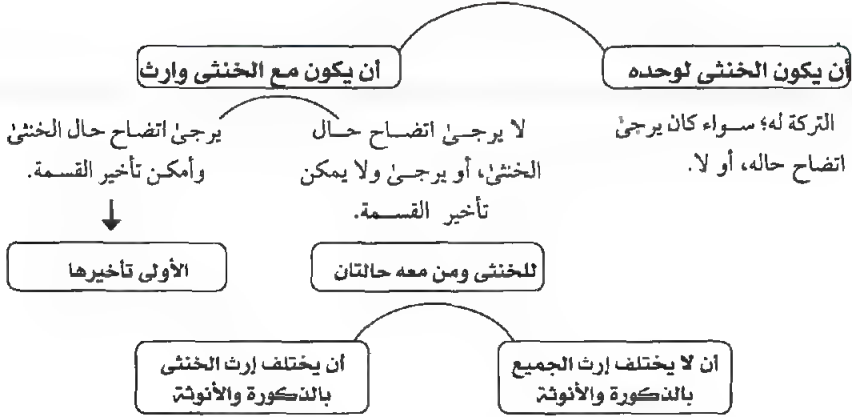 أن يكون الخنثى لوحده
أن يكون مع الخنثى وارث
التركة له؛ سواء كان يرجىٰ
اتضاح حاله، أو لا.
لا يرجىٰ اتضاح حال
الخنثىٰ، أو يرجىٰ ولا يمكن
تأخير القسمة.
يرجىٰ اتضاح حال الخنثىٰ
وأمكن تأخير القسمة.
للخنثى ومن معه حالتان
الأولى تأخيرها
أن لا يختلف إرث الجميع
بالذكورة والأنوثة
أن يختلف إرث الخنثى
بالذكورة والأنوثة